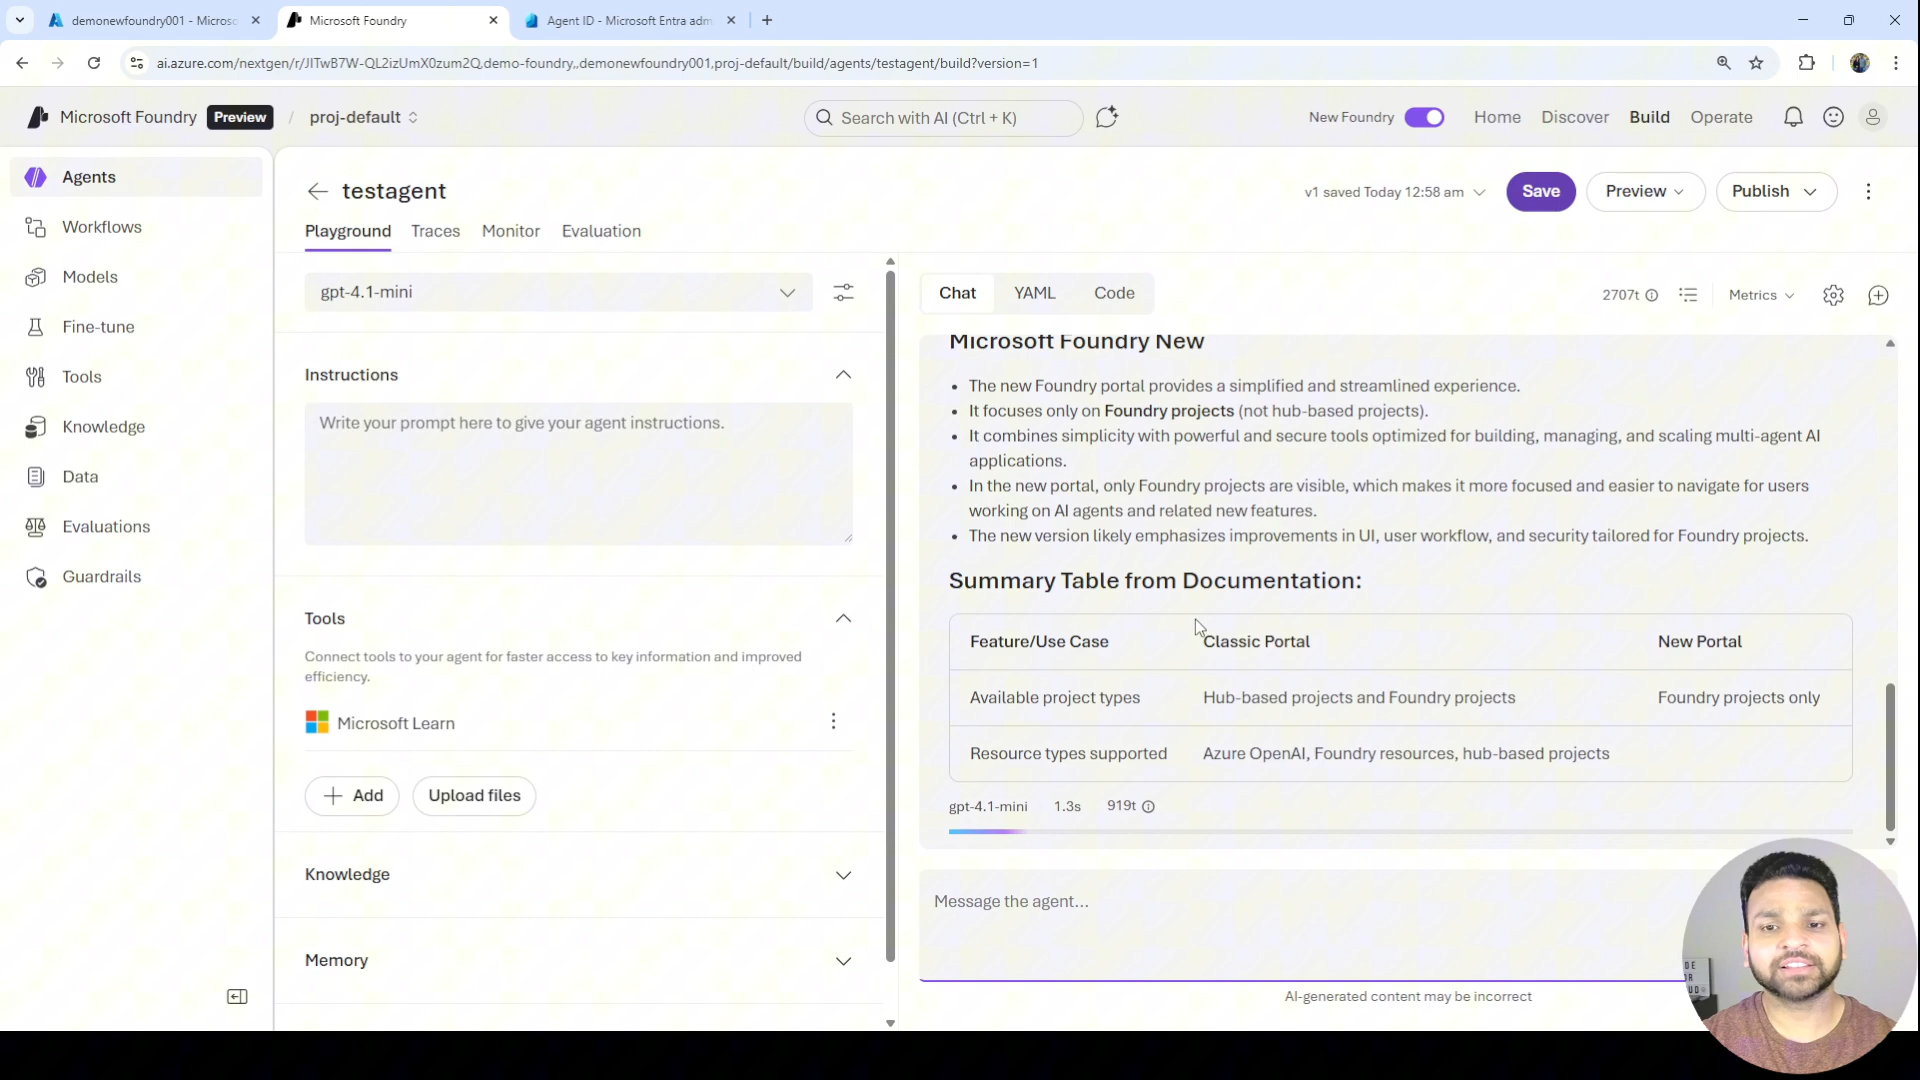 demonewfoundry001 - Micros
Microsoft Foundry
Agent ID - Microsoft Entra adm
ai.azure.com/nextgen/r/JITwB7W-QL2izUmX0zum2Q,demo-foundry,,demonewfoundry001,proj-default/build/agents/testagent/build?version=1
Microsoft Foundry Preview / proj-default
Search with AI (Ctrl + K)
New Foundry Home Discover Build Operate
Agents
Workflows
Models
Fine-tune
Tools
Knowledge
Data
Evaluations
Guardrails
testagent
v1 saved Today 12:58 am Save Preview Publish
Playground Traces Monitor Evaluation
gpt-4.1-mini
Instructions
Write your prompt here to give your agent instructions.
Tools
Connect tools to your agent for faster access to key information and improved
efficiency.
Microsoft Learn
Add Upload files
Knowledge
Memory
Chat YAML Code
2707t Metrics
Microsoft Foundry New
• The new Foundry portal provides a simplified and streamlined experience.
• It focuses only on Foundry projects (not hub-based projects).
• It combines simplicity with powerful and secure tools optimized for building, managing, and scaling multi-agent AI
applications.
• In the new portal, only Foundry projects are visible, which makes it more focused and easier to navigate for users
working on AI agents and related new features.
• The new version likely emphasizes improvements in UI, user workflow, and security tailored for Foundry projects.
Summary Table from Documentation:
Feature/Use Case Classic Portal New Portal
Available project types Hub-based projects and Foundry projects Foundry projects only
Resource types supported Azure OpenAI, Foundry resources, hub-based projects
gpt-4.1-mini 1.3s 919t
Message the agent...
AI-generated content may be incorrect